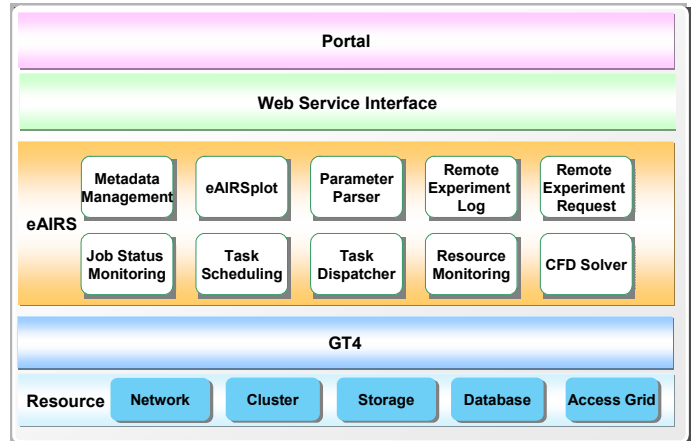 Portal
Web Service Interface
eAIRS
Metadata
Management
eAIRSplot
Parameter
Parser
Remote
Experiment
Log
Remote
Experiment
Request
Job Status
Monitoring
Task
Scheduling
Task
Dispatcher
Resource
Monitoring
CFD Solver
GT4
Resource
Network
Cluster
Storage
Database
Access Grid